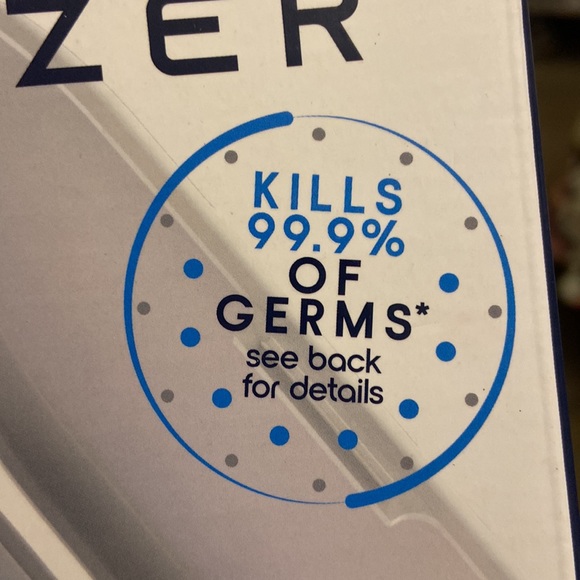 ZER
KILLS
99.9%
OF
GERMS*
see back
for details